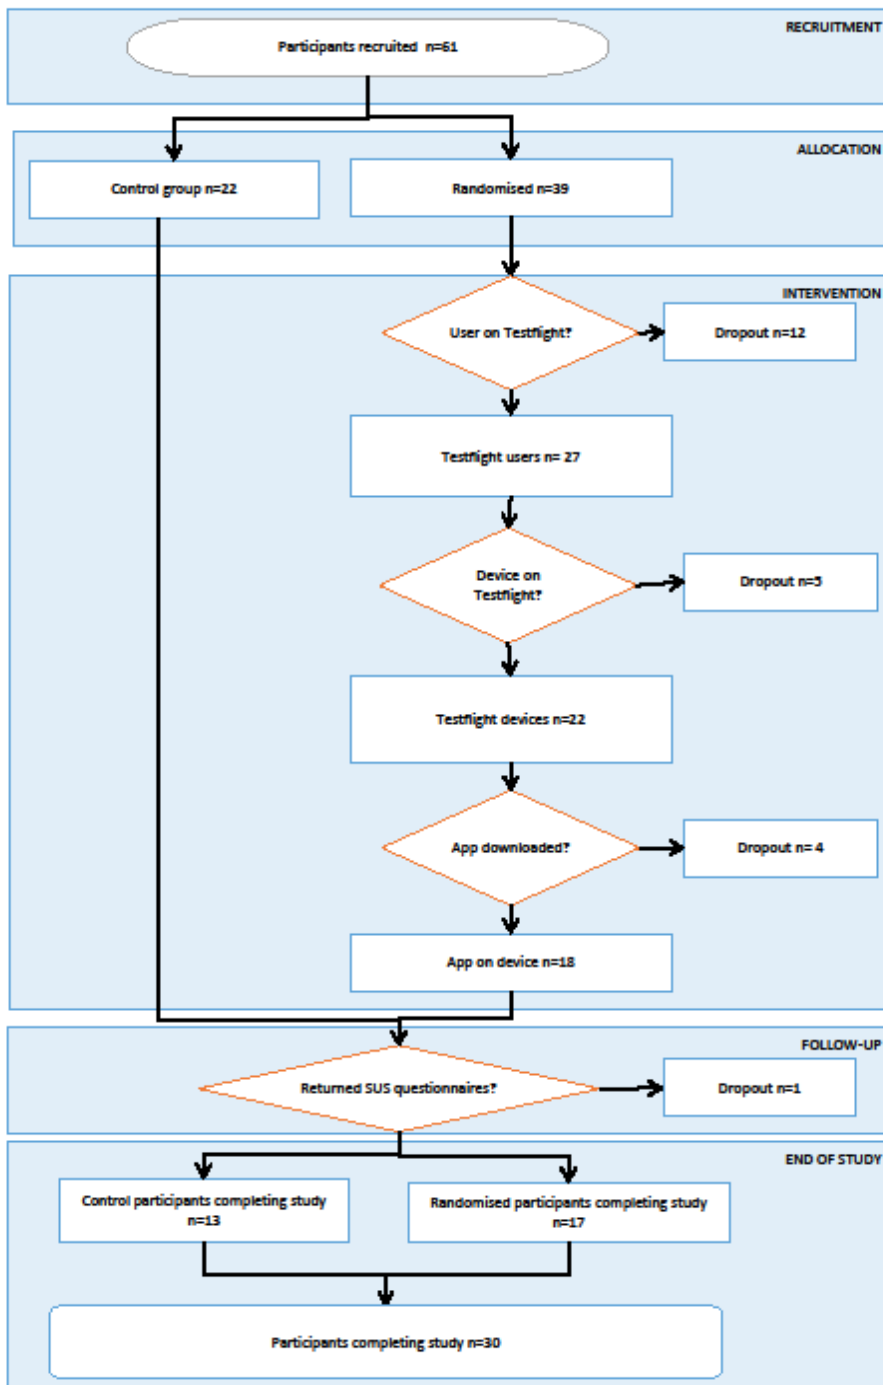 RECRUITMENT
Participants recruited n=61
ALLOCATION
Control group n=22
Randomised n=39
INTERVENTION
User on Testflight?
Dropout n=12
Testflight users n= 27
Device on
Testflight?
Dropout n=5
Testflight devices n=22
App downloaded?
Dropout n= 4
App on device n=18
FOLLOW-UP
Returned SUS questionnaires?
Dropout n=1
END OF STUDY
Control participants completing study
n=13
Randomised participants completing study
n=17
Participants completing study n=30